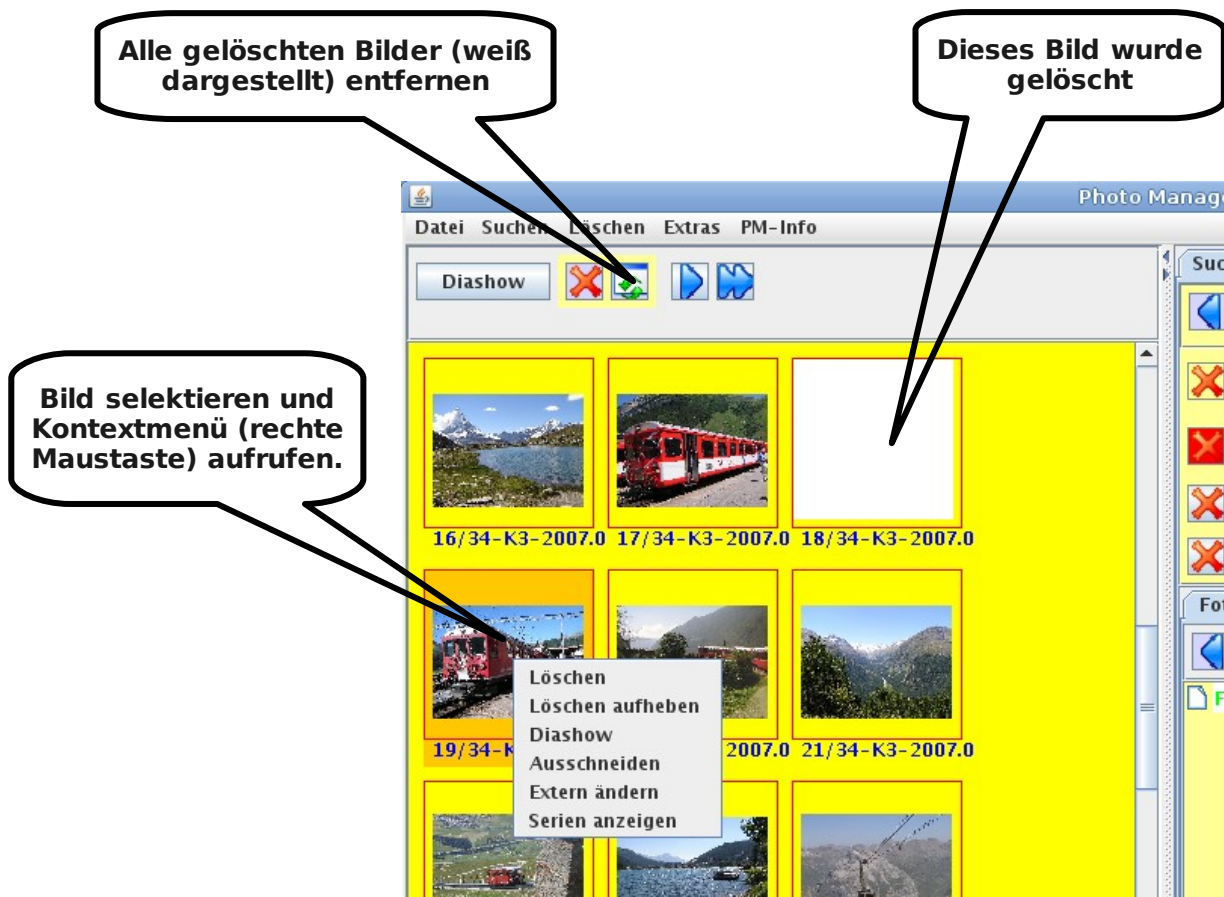 Alle gelöschten Bilder (weiß
dargestellt) entfernen
Dieses Bild wurde
gelöscht
Photo Manag
Datei Suchen Löschen Extras PM-Info
Diashow
Suc
Bild selektieren und
Kontextmenü (rechte
Maustaste) aufrufen.
16/34-K3-2007.0 17/34-K3-2007.0 18/34-K3-2007.0
Fot
Löschen
Löschen aufheben
Diashow
Ausschneiden
Extern ändern
Serien anzeigen
19/34-K 2007.0 21/34-K3-2007.0